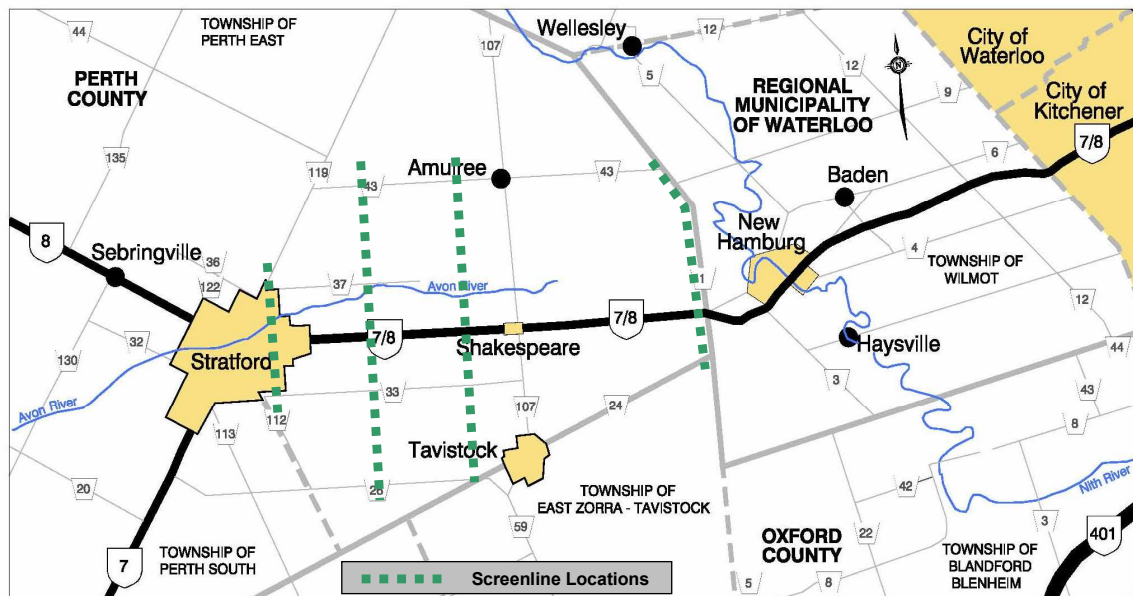 44
TOWNSHIP OF
PERTH EAST
107
Wellesley
12
City of
Waterloo
PERTH
COUNTY
5
12
REGIONAL
MUNICIPALITY
OF WATERLOO
N
9
City of
Kitchener
7/8
135
119
43
Amulree
43
6
Baden
8
Sebringville
36
122
37
Avon River
New
Hamburg
1
4
TOWNSHIP OF
WILMOT
12
32
130
Stratford
7/8
Shakespeare
7/8
Haysville
44
Avon River
33
3
43
112
113
107
24
8
Tavistock
20
26
TOWNSHIP OF
EAST ZORRA - TAVISTOCK
42
Nith River
59
22
3
401
7
TOWNSHIP OF
PERTH SOUTH
OXFORD
COUNTY
TOWNSHIP OF
BLANDFORD
BLENHEIM
5
8
Screenline Locations